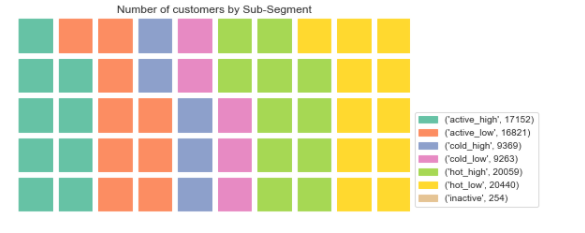 Number of customers by Sub-Segment
('active_high', 17152)
('active_low', 16821)
('cold_high', 9369)
('cold_low', 9263)
('hot_high', 20059)
('hot_low', 20440)
('inactive', 254)